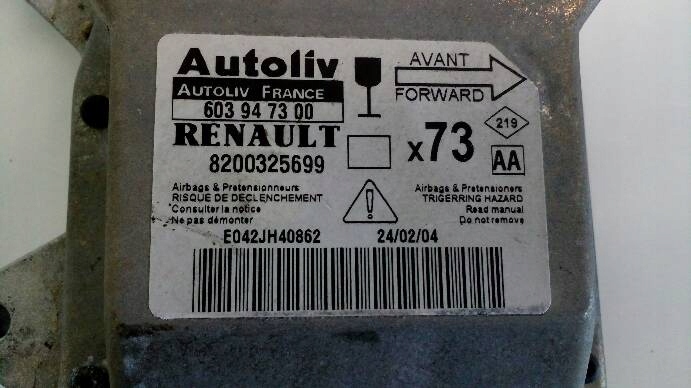 Autoliv
AUTOLIV FRANCE
603 94 73 00
RENAULT
8200325699
AVANT
FORWARD
x73
219
AA
Airbags & Pretensionneurs
RISQUE DE DECLENCHEMENT
Consulter la notice
Ne pas démonter
Airbags & Pretensioners
TRIGERRING HAZARD
Read manual
Do not remove
E042JH40862
24/02/04